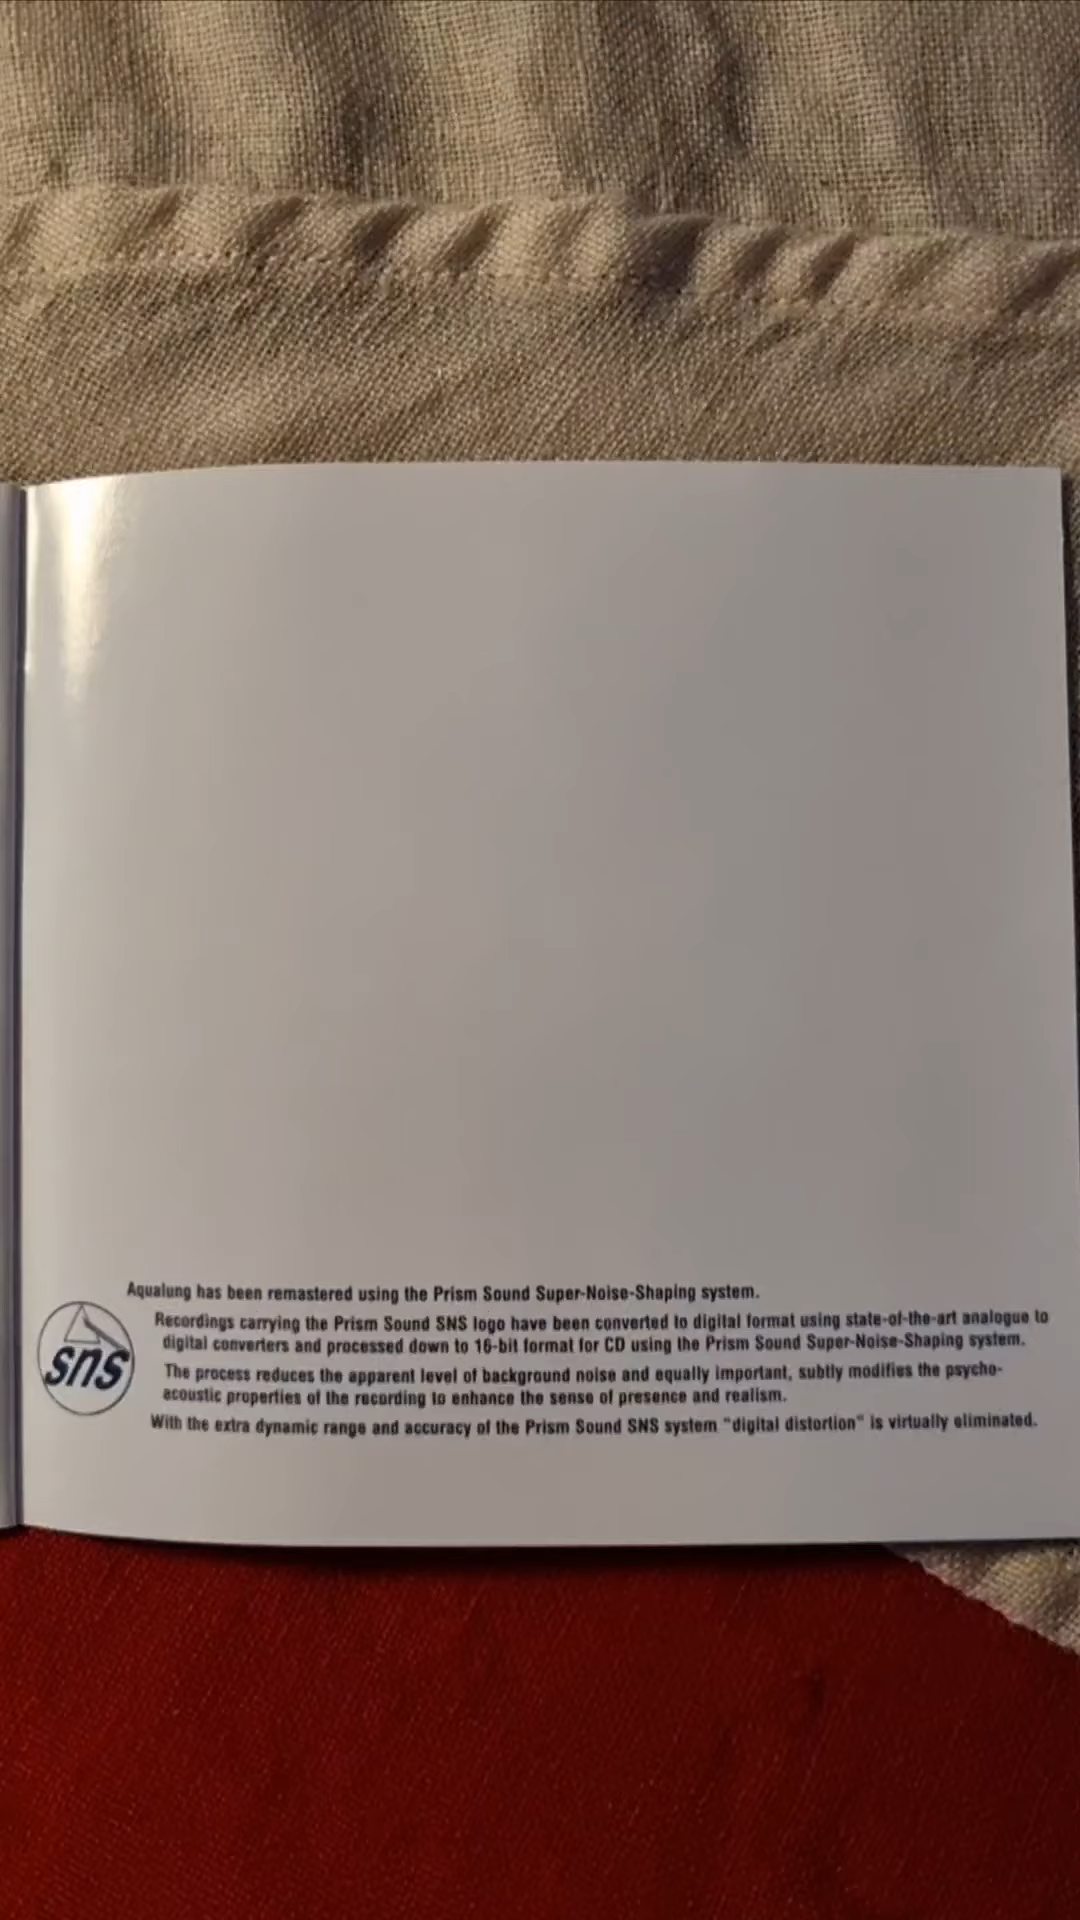 Aqualung has been remastered using the Prism Sound Super-Noise-Shaping system.
Recordings carrying the Prism Sound SNS logo have been converted to digital format using state-of-the-art analogue to
digital converters and processed down to 16-bit format for CD using the Prism Sound Super-Noise-Shaping system.
sns
The process reduces the apparent level of background noise and equally important, subtly modifies the psycho-
acoustic properties of the recording to enhance the sense of presence and realism.
With the extra dynamic range and accuracy of the Prism Sound SNS system "digital distortion" is virtually eliminated.